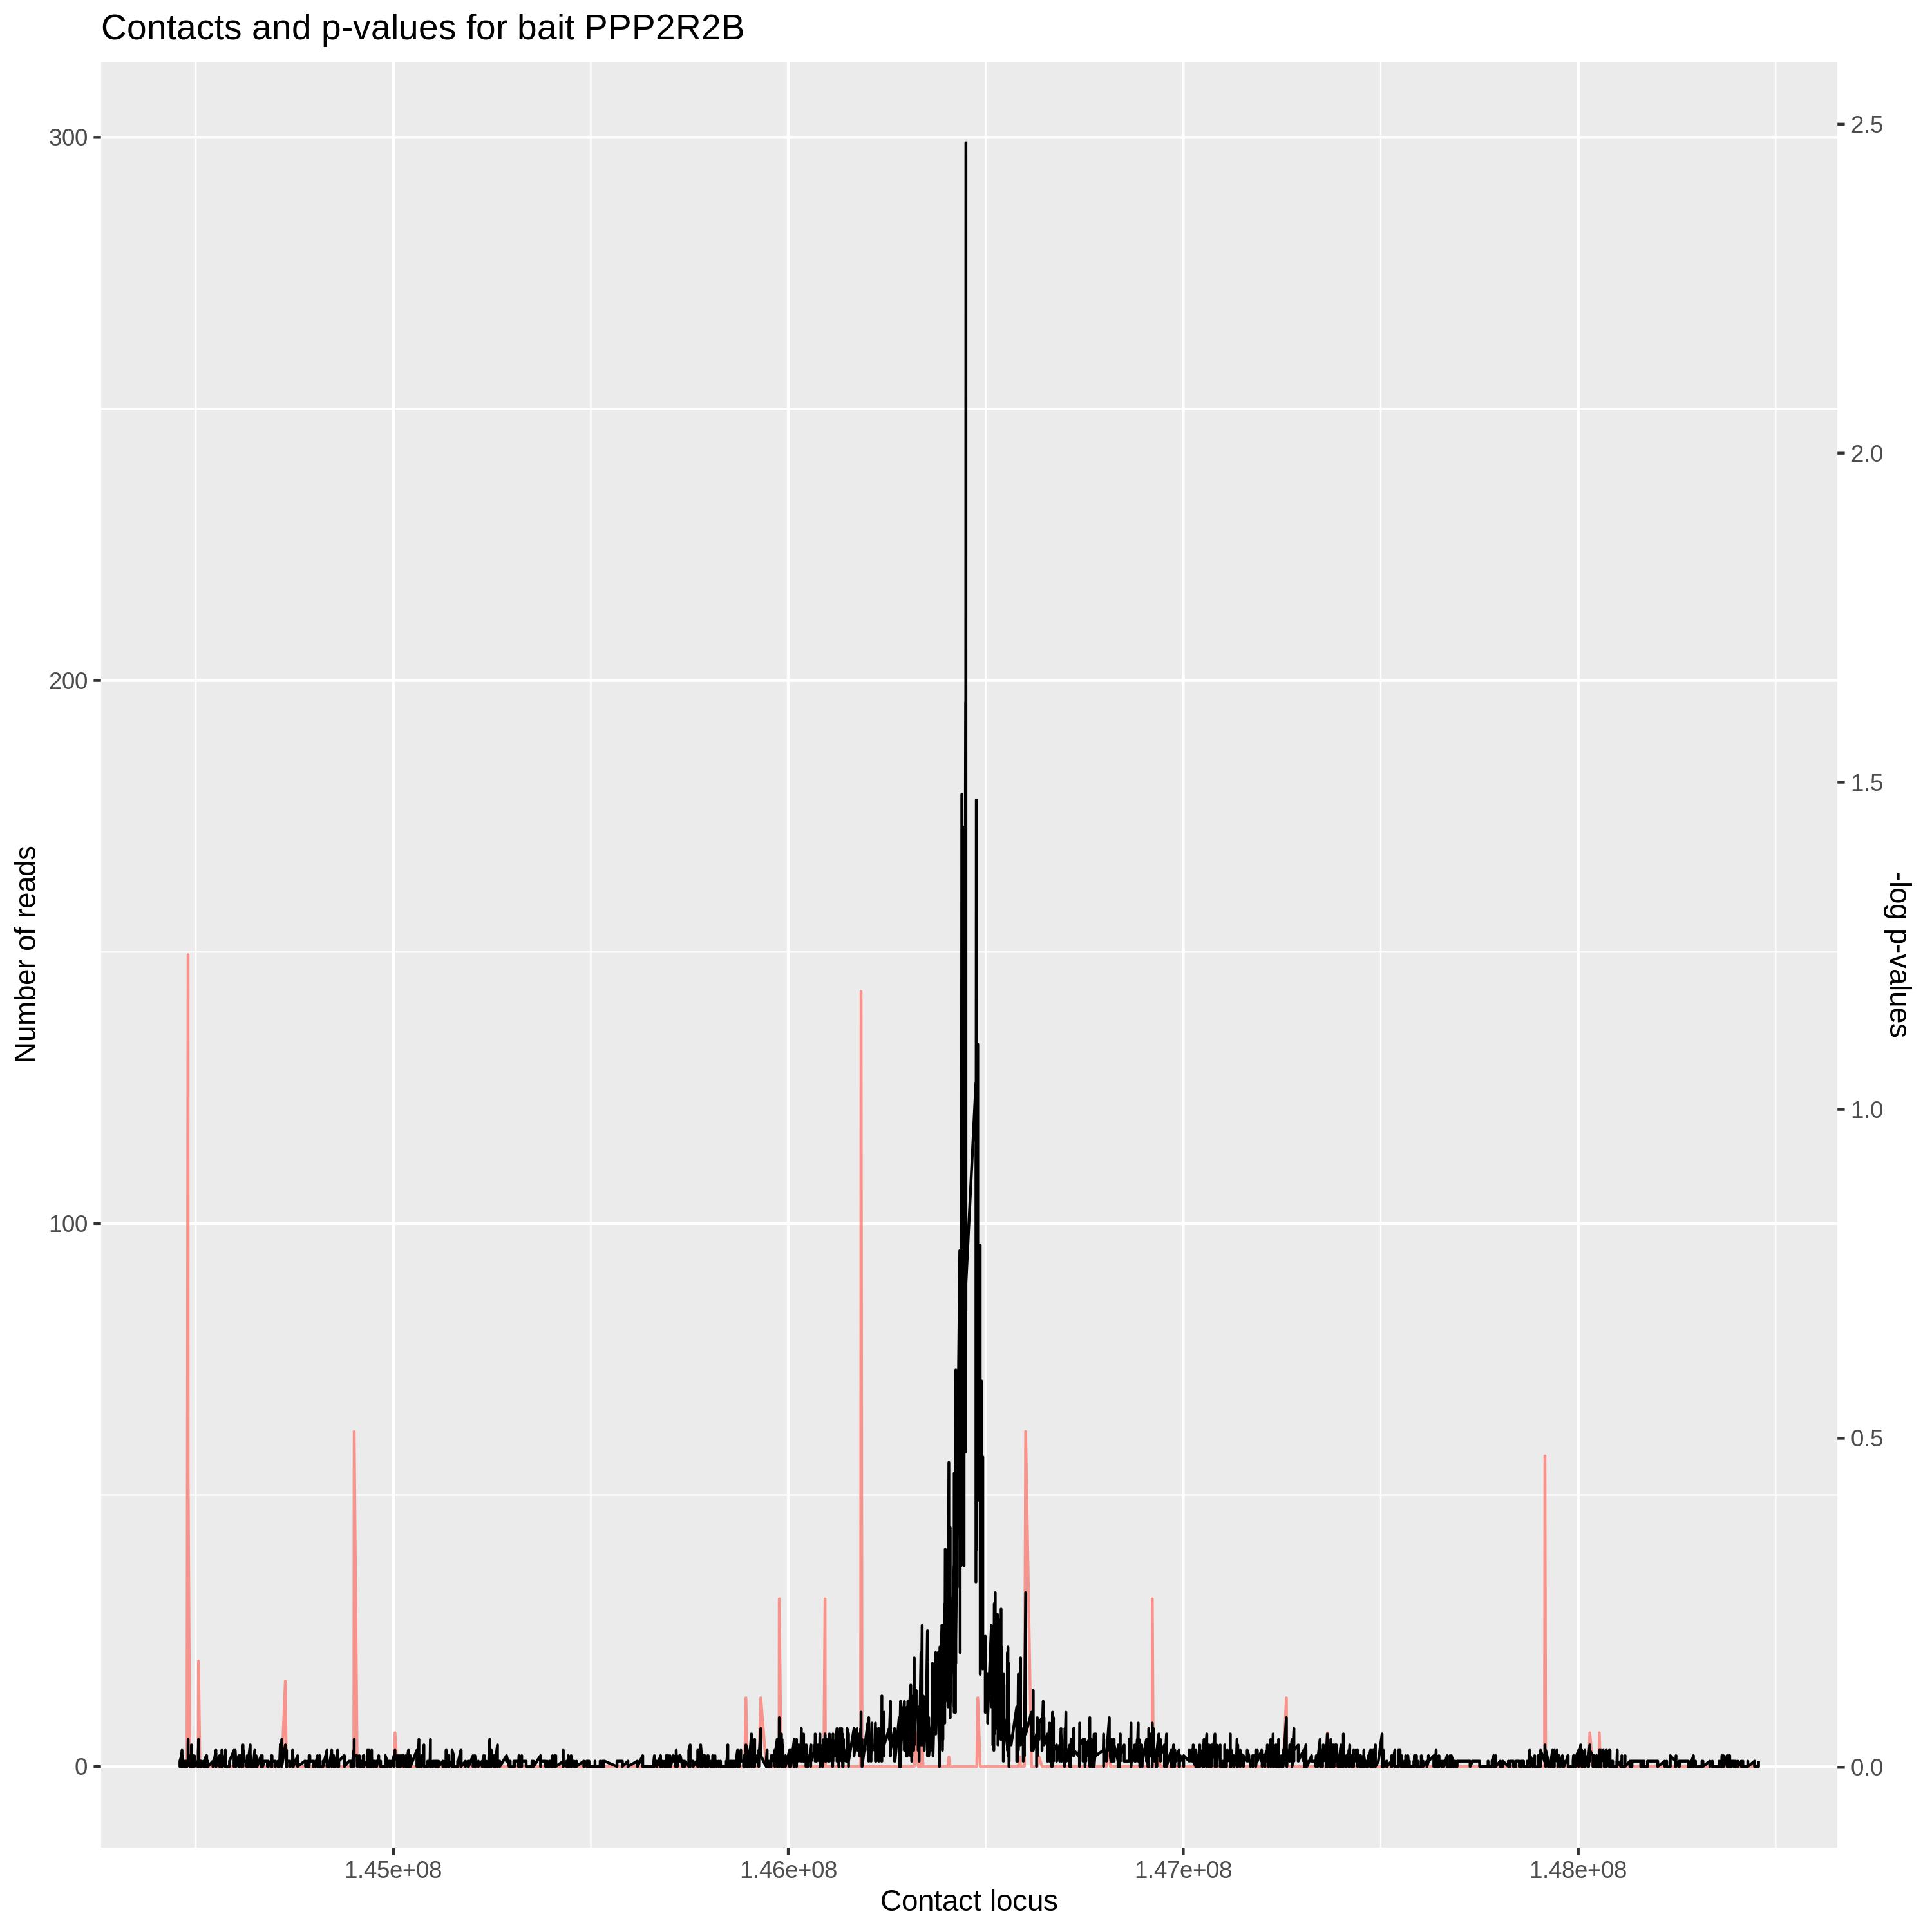 Contacts and p-values for bait PPP2R2B
300
200
100
0
Number of reads
2.5
2.0
1.5
1.0
0.5
0.0
-log p-values
1.45e+08
1.46e+08
1.47e+08
1.48e+08
Contact locus